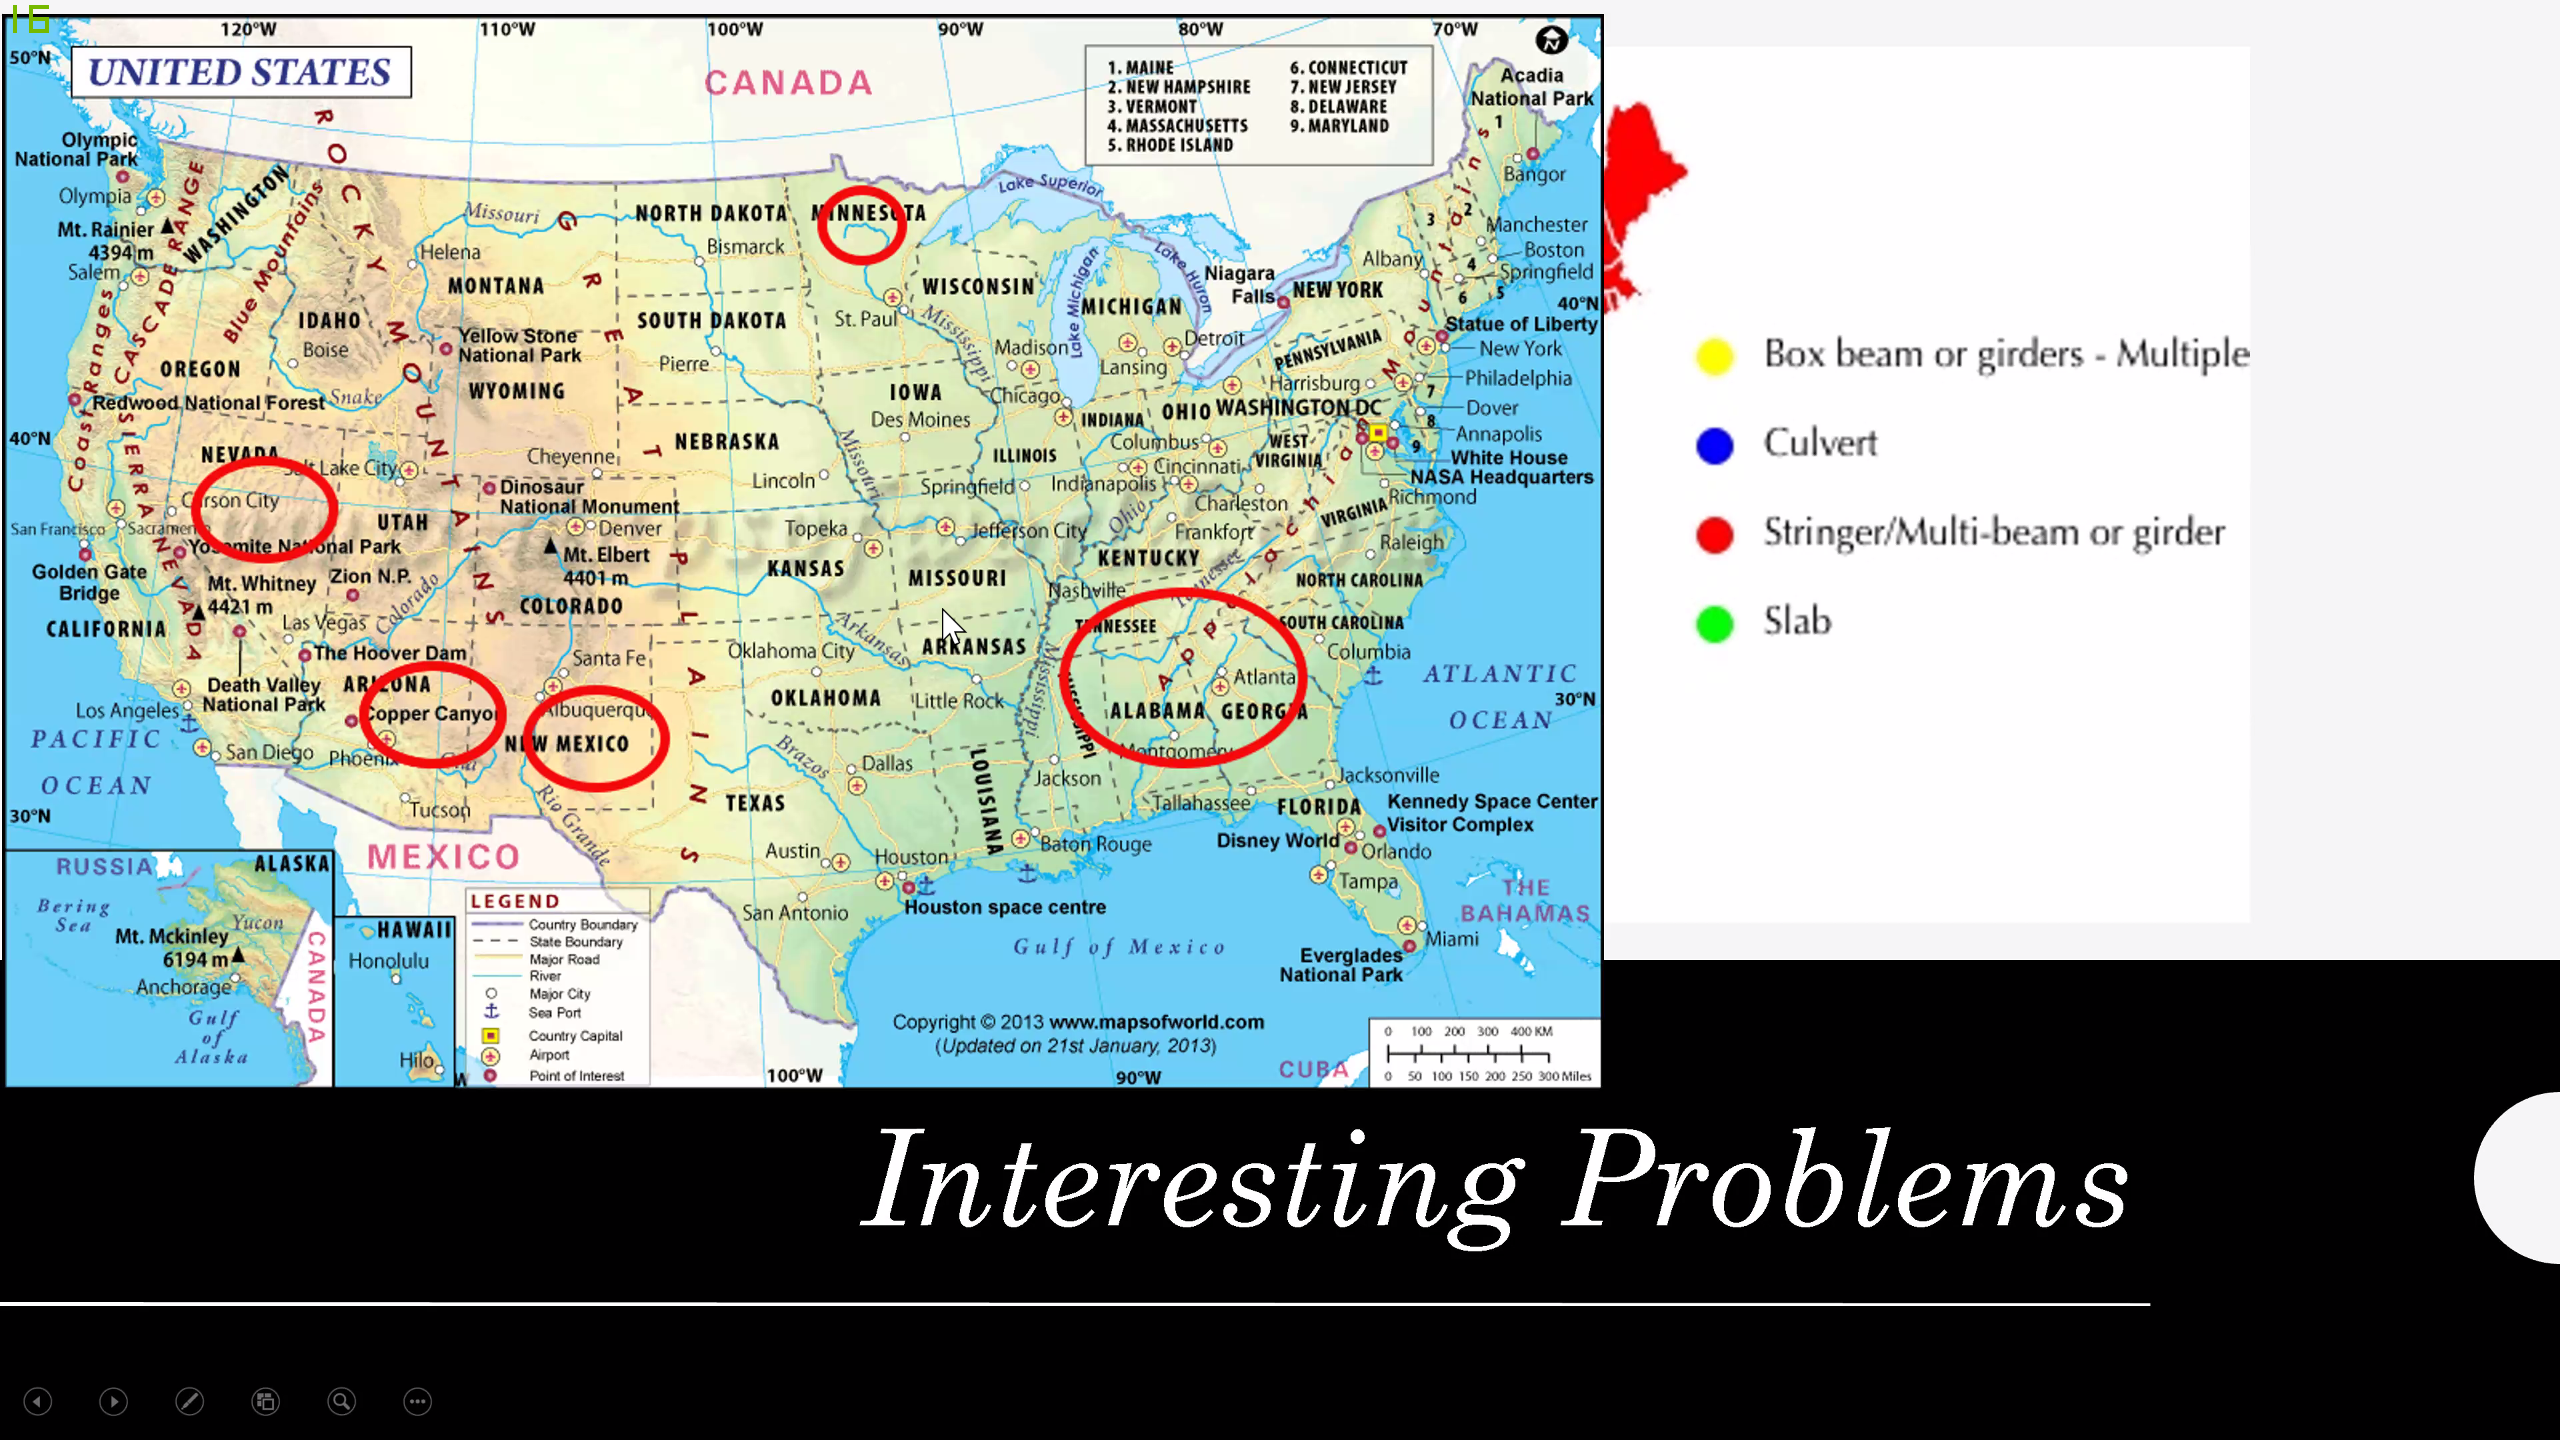 16
120°W
110°W
100°W
90°W
80°W
70°W
50°N
UNITED STATES
CANADA
1. MAINE
2. NEW HAMPSHIRE
3. VERMONT
4. MASSACHUSETTS
5. RHODE ISLAND
6. CONNECTICUT
7. NEW JERSEY
8. DELAWARE
9. MARYLAND
Acadia
National Park
1
Bangor
Olympic
National Park
Olympia
Mt. Rainier
4394 m
Salem
WASHINGTON
CASCADE RANGE
Coast Ranges
Blue Mountains
ROCKY MOUNTAINS
GREAT PLAINS
Missouri
Helena
MONTANA
NORTH DAKOTA
Bismarck
MINNESOTA
Lake Superior
Lake Michigan
Lake Huron
WISCONSIN
MICHIGAN
Niagara
Falls
NEW YORK
Albany
3
2
Manchester
Boston
4
Springfield
6
5
40°N
Statue of Liberty
New York
Philadelphia
7
Dover
8
Annapolis
9
White House
NASA Headquarters
Richmond
IDAHO
Boise
OREGON
Yellow Stone
National Park
WYOMING
SOUTH DAKOTA
Pierre
St. Paul
Mississippi
Madison
Lansing
Detroit
PENNSYLVANIA
Harrisburg
Redwood National Forest
Snake
IOWA
Des Moines
Chicago
INDIANA
OHIO
WASHINGTON DC
40°N
NEVADA
Salt Lake City
Cheyenne
NEBRASKA
Lincoln
Missouri
ILLINOIS
Columbus
WEST
VIRGINIA
Cincinnati
Springfield
Indianapolis
Charleston
Carson City
San Francisco
Sacramento
SIERRA NEVADA
UTAH
Dinosaur
National Monument
Denver
Topeka
Jefferson City
Ohio
Frankfort
VIRGINIA
Yosemite National Park
Golden Gate
Bridge
Mt. Whitney
4421 m
Zion N.P.
Colorado
Mt. Elbert
4401 m
COLORADO
KANSAS
MISSOURI
KENTUCKY
Raleigh
NORTH CAROLINA
Appalachian Mountains
Nashville
Tennessee
CALIFORNIA
Las Vegas
The Hoover Dam
Santa Fe
Oklahoma City
Arkansas
ARKANSAS
TENNESSEE
SOUTH CAROLINA
Columbia
Death Valley
National Park
ARIZONA
Copper Canyon
Albuquerque
OKLAHOMA
Little Rock
Mississippi
MISSISSIPPI
Atlanta
ALABAMA
GEORGIA
ATLANTIC
OCEAN
30°N
Los Angeles
PACIFIC
OCEAN
San Diego
Phoenix
Gila
NEW MEXICO
Brazos
Dallas
LOUISIANA
Jackson
Montgomery
Jacksonville
Tucson
Rio Grande
TEXAS
Tallahassee
FLORIDA
Kennedy Space Center
Visitor Complex
30°N
MEXICO
Austin
Houston
Baton Rouge
Disney World
Orlando
Tampa
RUSSIA
ALASKA
Bering
Sea
Yucon
Mt. Mckinley
6194 m
Anchorage
CANADA
Gulf
of
Alaska
HAWAII
Honolulu
Hilo
LEGEND
Country Boundary
State Boundary
Major Road
River
Major City
Sea Port
Country Capital
Airport
Point of Interest
San Antonio
Houston space centre
Gulf of Mexico
Everglades
National Park
Miami
THE
BAHAMAS
Copyright © 2013 www.mapsofworld.com
(Updated on 21st January, 2013)
W
100°W
90°W
CUBA
0 100 200 300 400 KM
0 50 100 150 200 250 300 Miles
Box beam or girders - Multiple
Culvert
Stringer/Multi-beam or girder
Slab
Interesting Problems